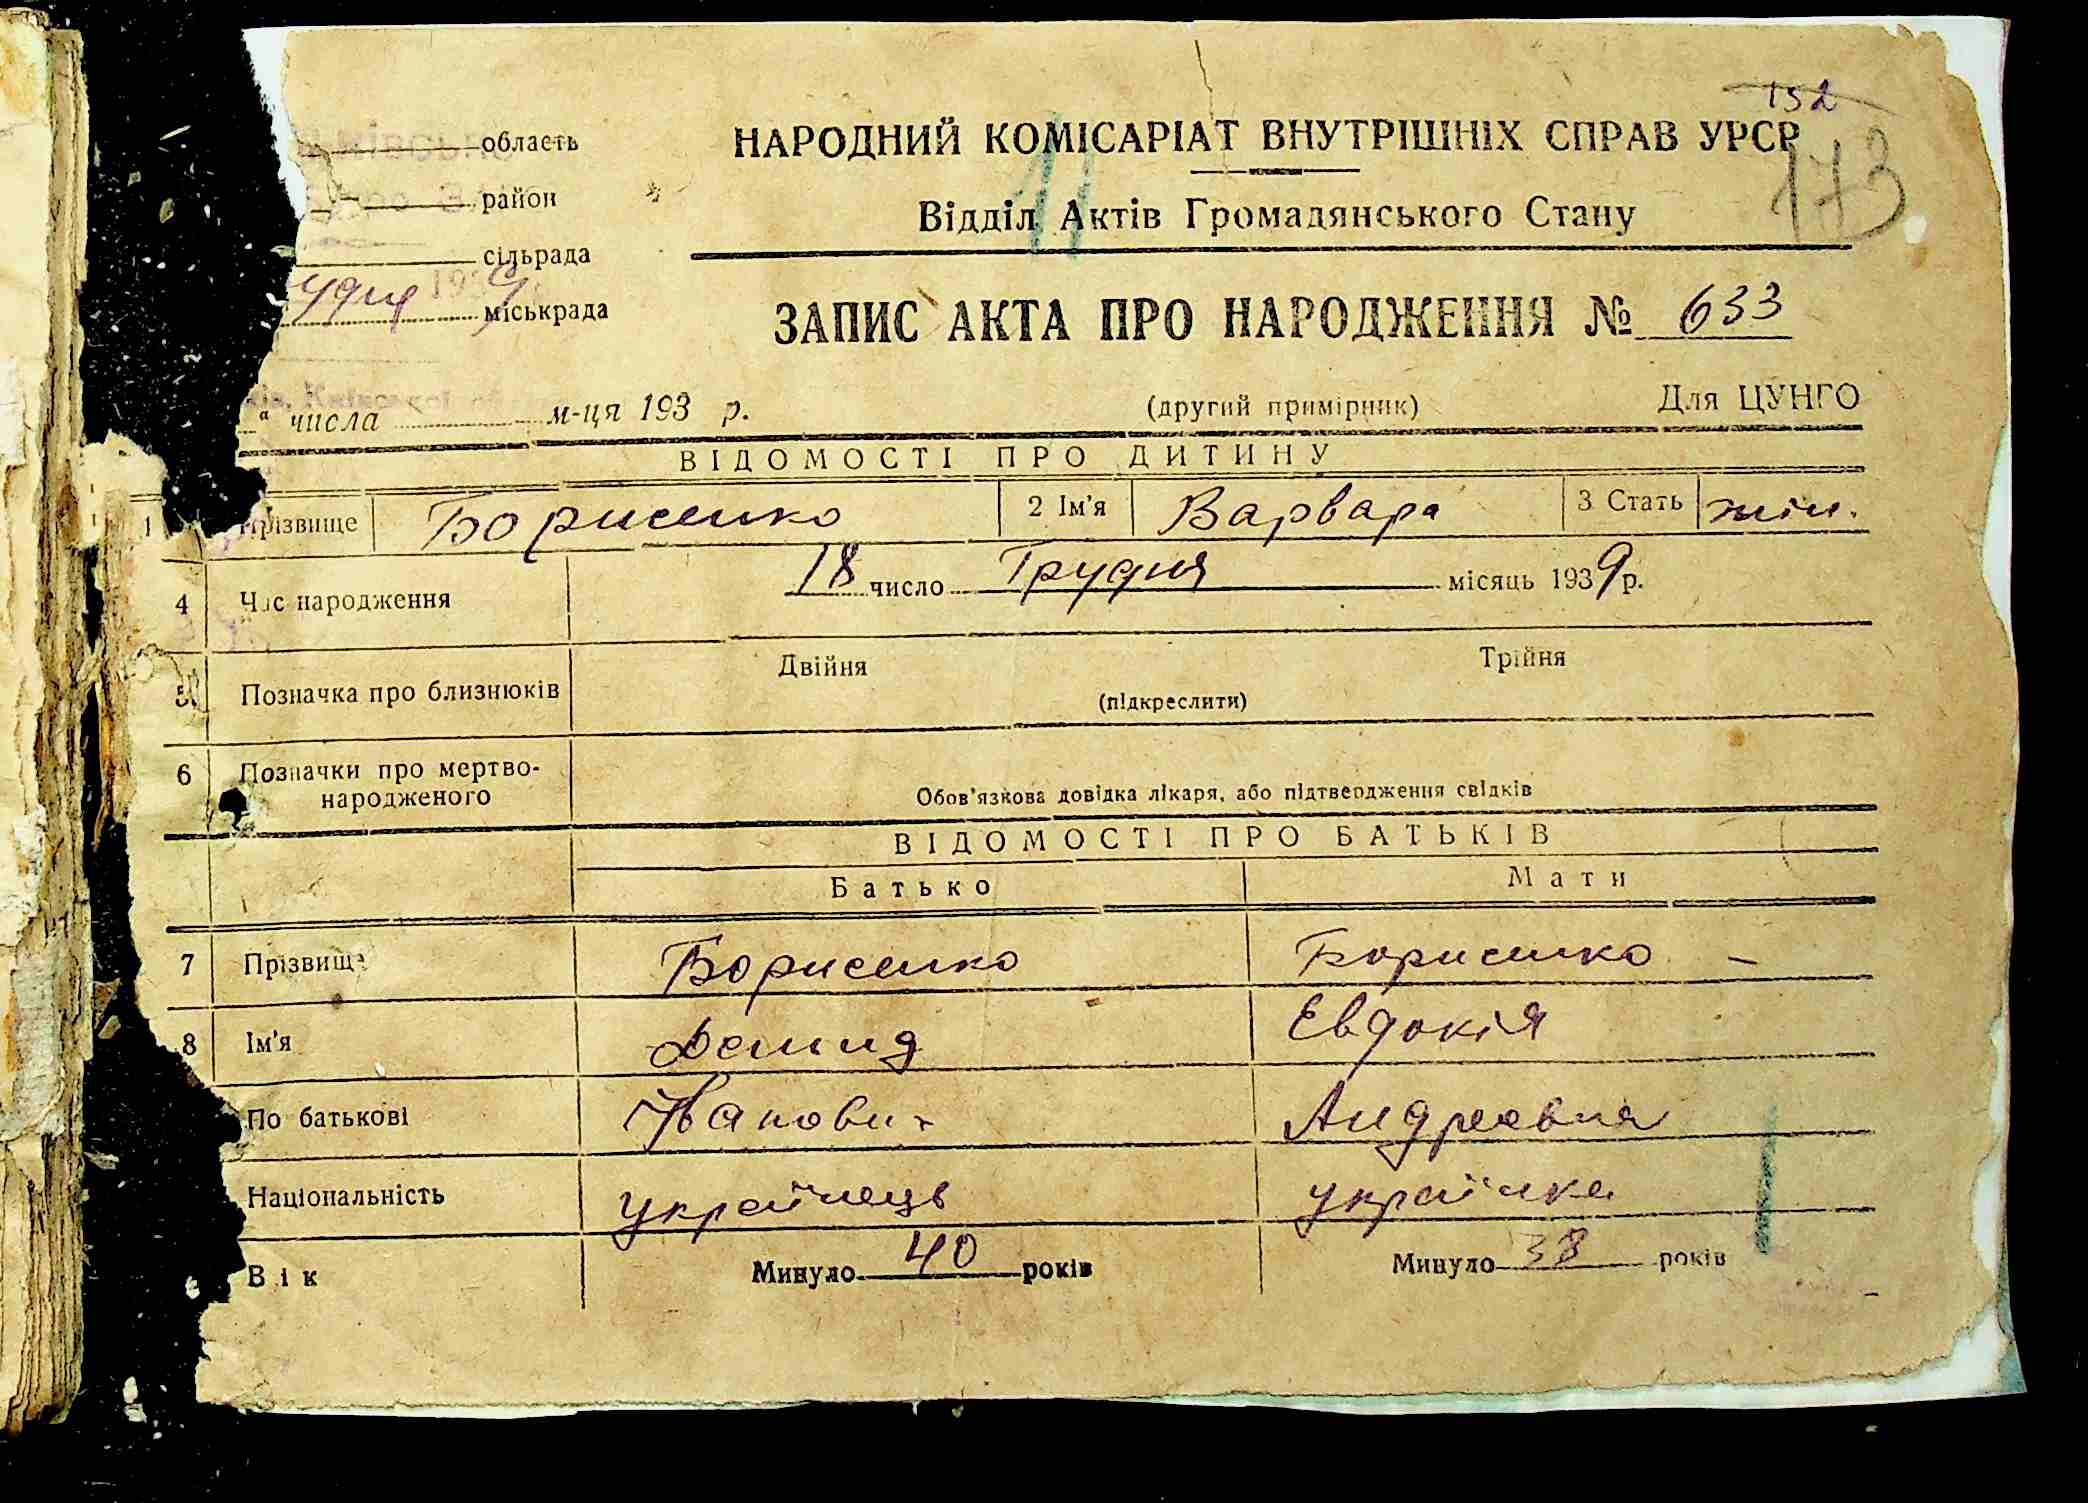 152
область НАРОДНИЙ КОМІСАРІАТ ВНУТРІШНІХ СПРАВ УРСР
173
район
Відділ Актів Громадянського Стану
сільрада
міськрада
ЗАПИС АКТА ПРО НАРОДЖЕННЯ № 633
числа м-ця 193 р. (другий примірник) Для ЦУНГО
ВІДОМОСТІ ПРО ДИТИНУ
1 Прізвище Борисенко 2 Ім'я Варвара 3 Стать жін.
4 Час народження 18 число Грудня місяць 1939 р.
Двійня Трійня
5 Позначка про близнюків (підкреслити)
6 Позначки про мертво-
народженого Обов'язкова довідка лікаря, або підтвердження свідків
ВІДОМОСТІ ПРО БАТЬКІВ
Батько Мати
7 Прізвище Борисенко Борисенко
8 Ім'я Демид Евдокія
По батькові Іванович Андреевна
Національність українець українка
Вік Минуло 40 років Минуло 38 років